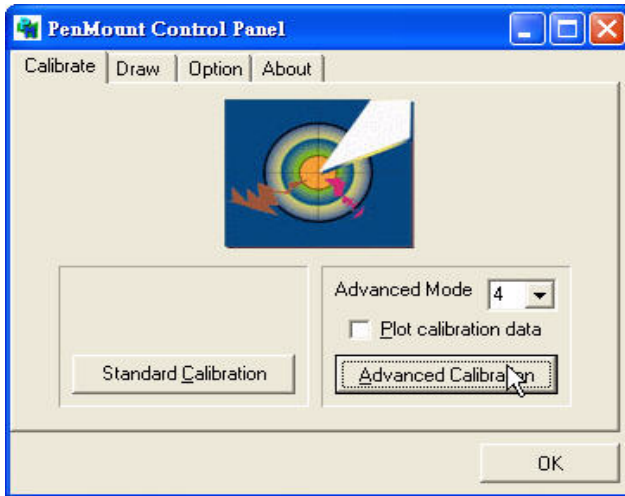 PenMount Control Panel
Calibrate Draw Option About
Advanced Mode 4
Plot calibration data
Standard Calibration
Advanced Calibration
OK